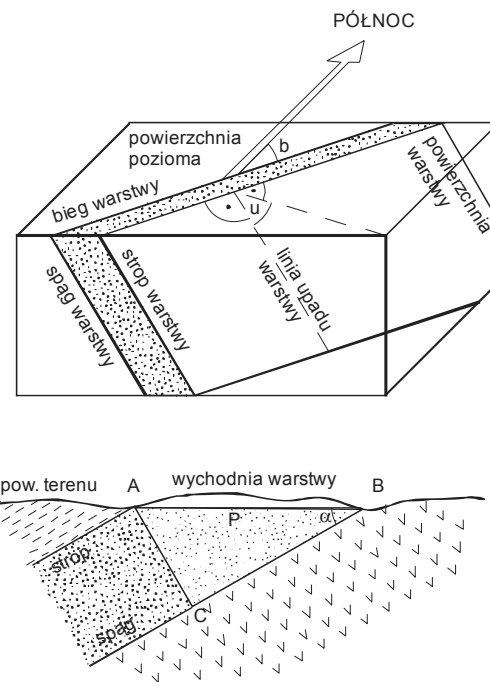 PÓŁNOC
powierzchnia
pozioma
b
bieg warstwy
u
powierzchnia
warstwy
spąg warstwy
strop warstwy
linia upadu
warstwy
pow. terenu
A
wychodnia warstwy
B
P
α
strop
spąg
C